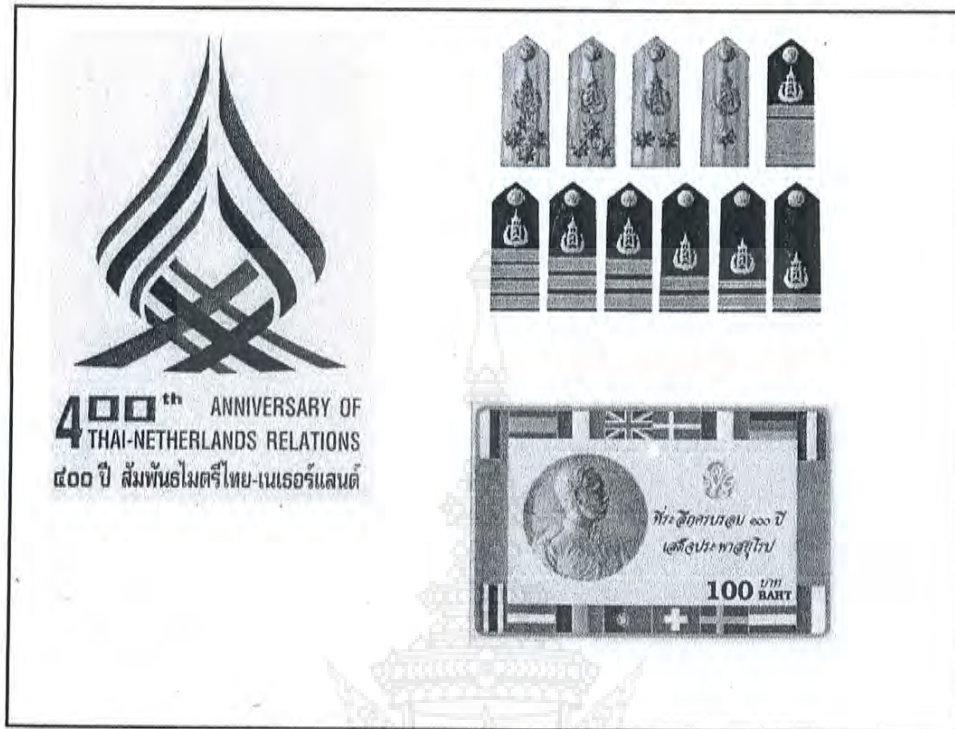 400th ANNIVERSARY OF
THAI-NETHERLANDS RELATIONS
๔๐๐ ปี สัมพันธไมตรีไทย-เนเธอร์แลนด์
ที่ระลึกครบรอบ ๑๐๐ ปี
เสด็จประพาสยุโรป
100 บาท
BAHT